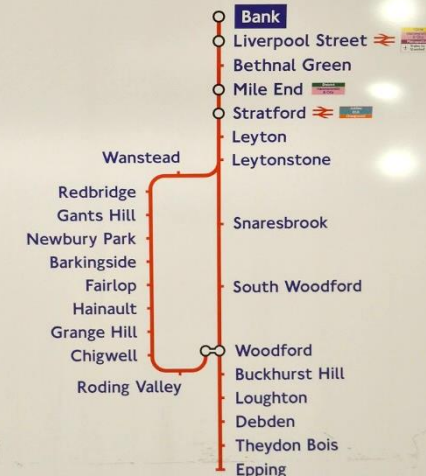 Bank
Liverpool Street
Bethnal Green
Mile End
Stratford
Leyton
Wanstead
Leytonstone
Redbridge
Gants Hill
Newbury Park
Barkingside
Fairlop
Hainault
Grange Hill
Chigwell
Roding Valley
Snaresbrook
South Woodford
Woodford
Buckhurst Hill
Loughton
Debden
Theydon Bois
Epping